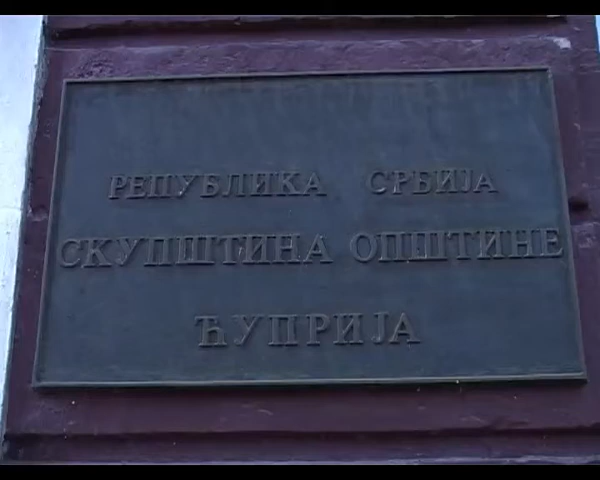 РЕПУБЛИКА СРБИЈА
СКУПШТИНА ОПШТИНЕ
ЋУПРИЈА